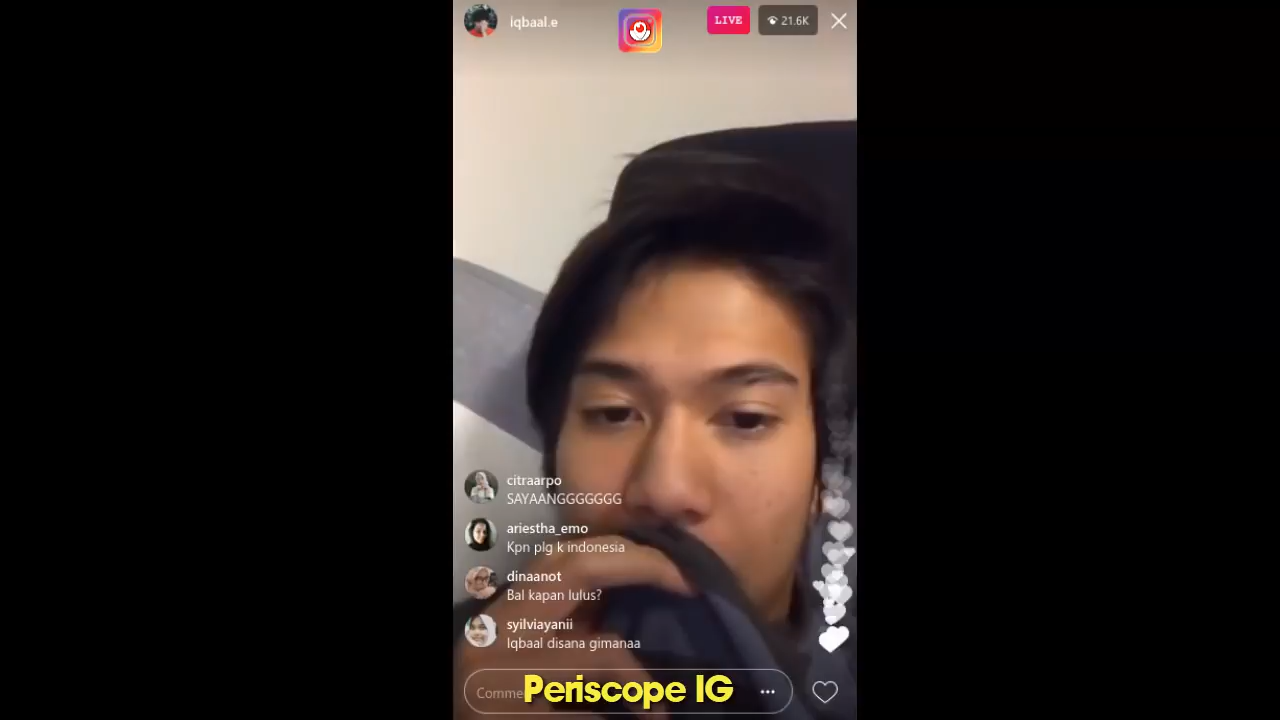 iqbaal.e
LIVE
21.6K
citraarpo
SAYAANGGGGGGG
ariestha_emo
Kpn plg k indonesia
dinaanot
Bal kapan lulus?
syilviayanii
Iqbaal disana gimanaa
Comme
Periscope IG